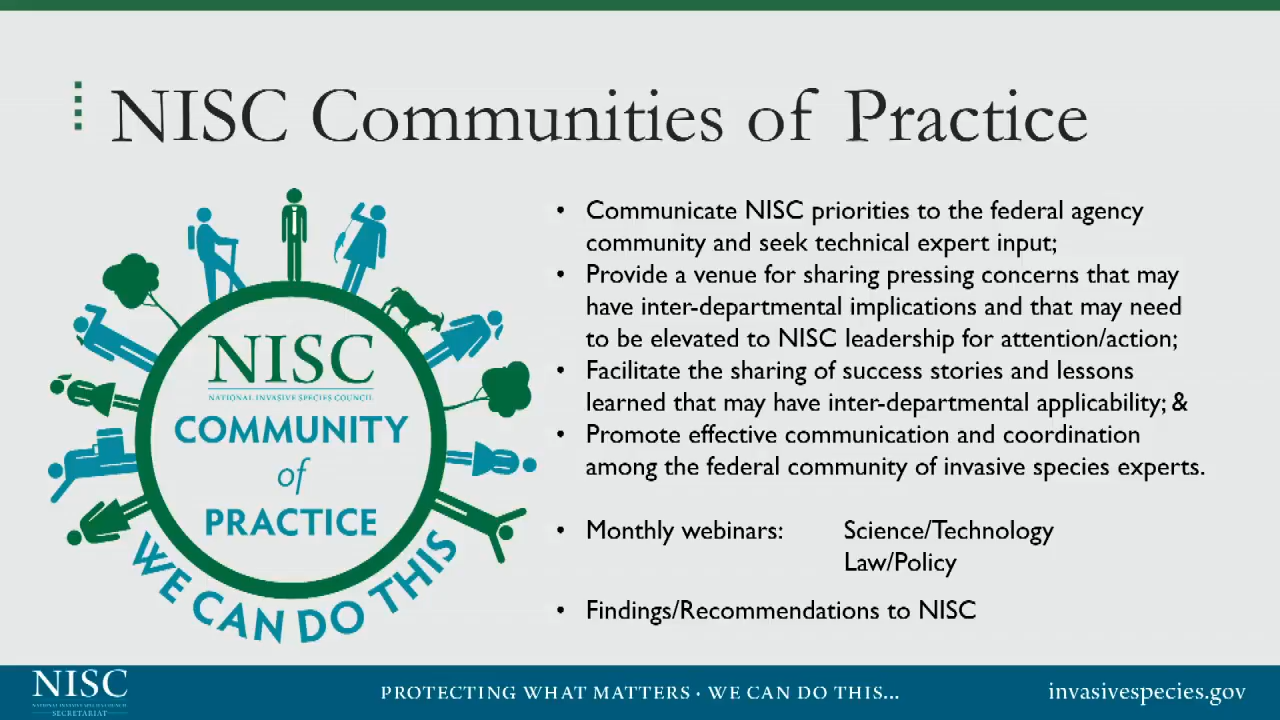 NISC Communities of Practice
NISC
NATIONAL INVASIVE SPECIES COUNCIL
COMMUNITY
of
PRACTICE
WE CAN DO THIS
• Communicate NISC priorities to the federal agency
community and seek technical expert input;
• Provide a venue for sharing pressing concerns that may
have inter-departmental implications and that may need
to be elevated to NISC leadership for attention/action;
• Facilitate the sharing of success stories and lessons
learned that may have inter-departmental applicability; &
• Promote effective communication and coordination
among the federal community of invasive species experts.
• Monthly webinars: Science/Technology
Law/Policy
• Findings/Recommendations to NISC
NISC
NATIONAL INVASIVE SPECIES COUNCIL
SECRETARIAT
PROTECTING WHAT MATTERS · WE CAN DO THIS...
invasivespecies.gov